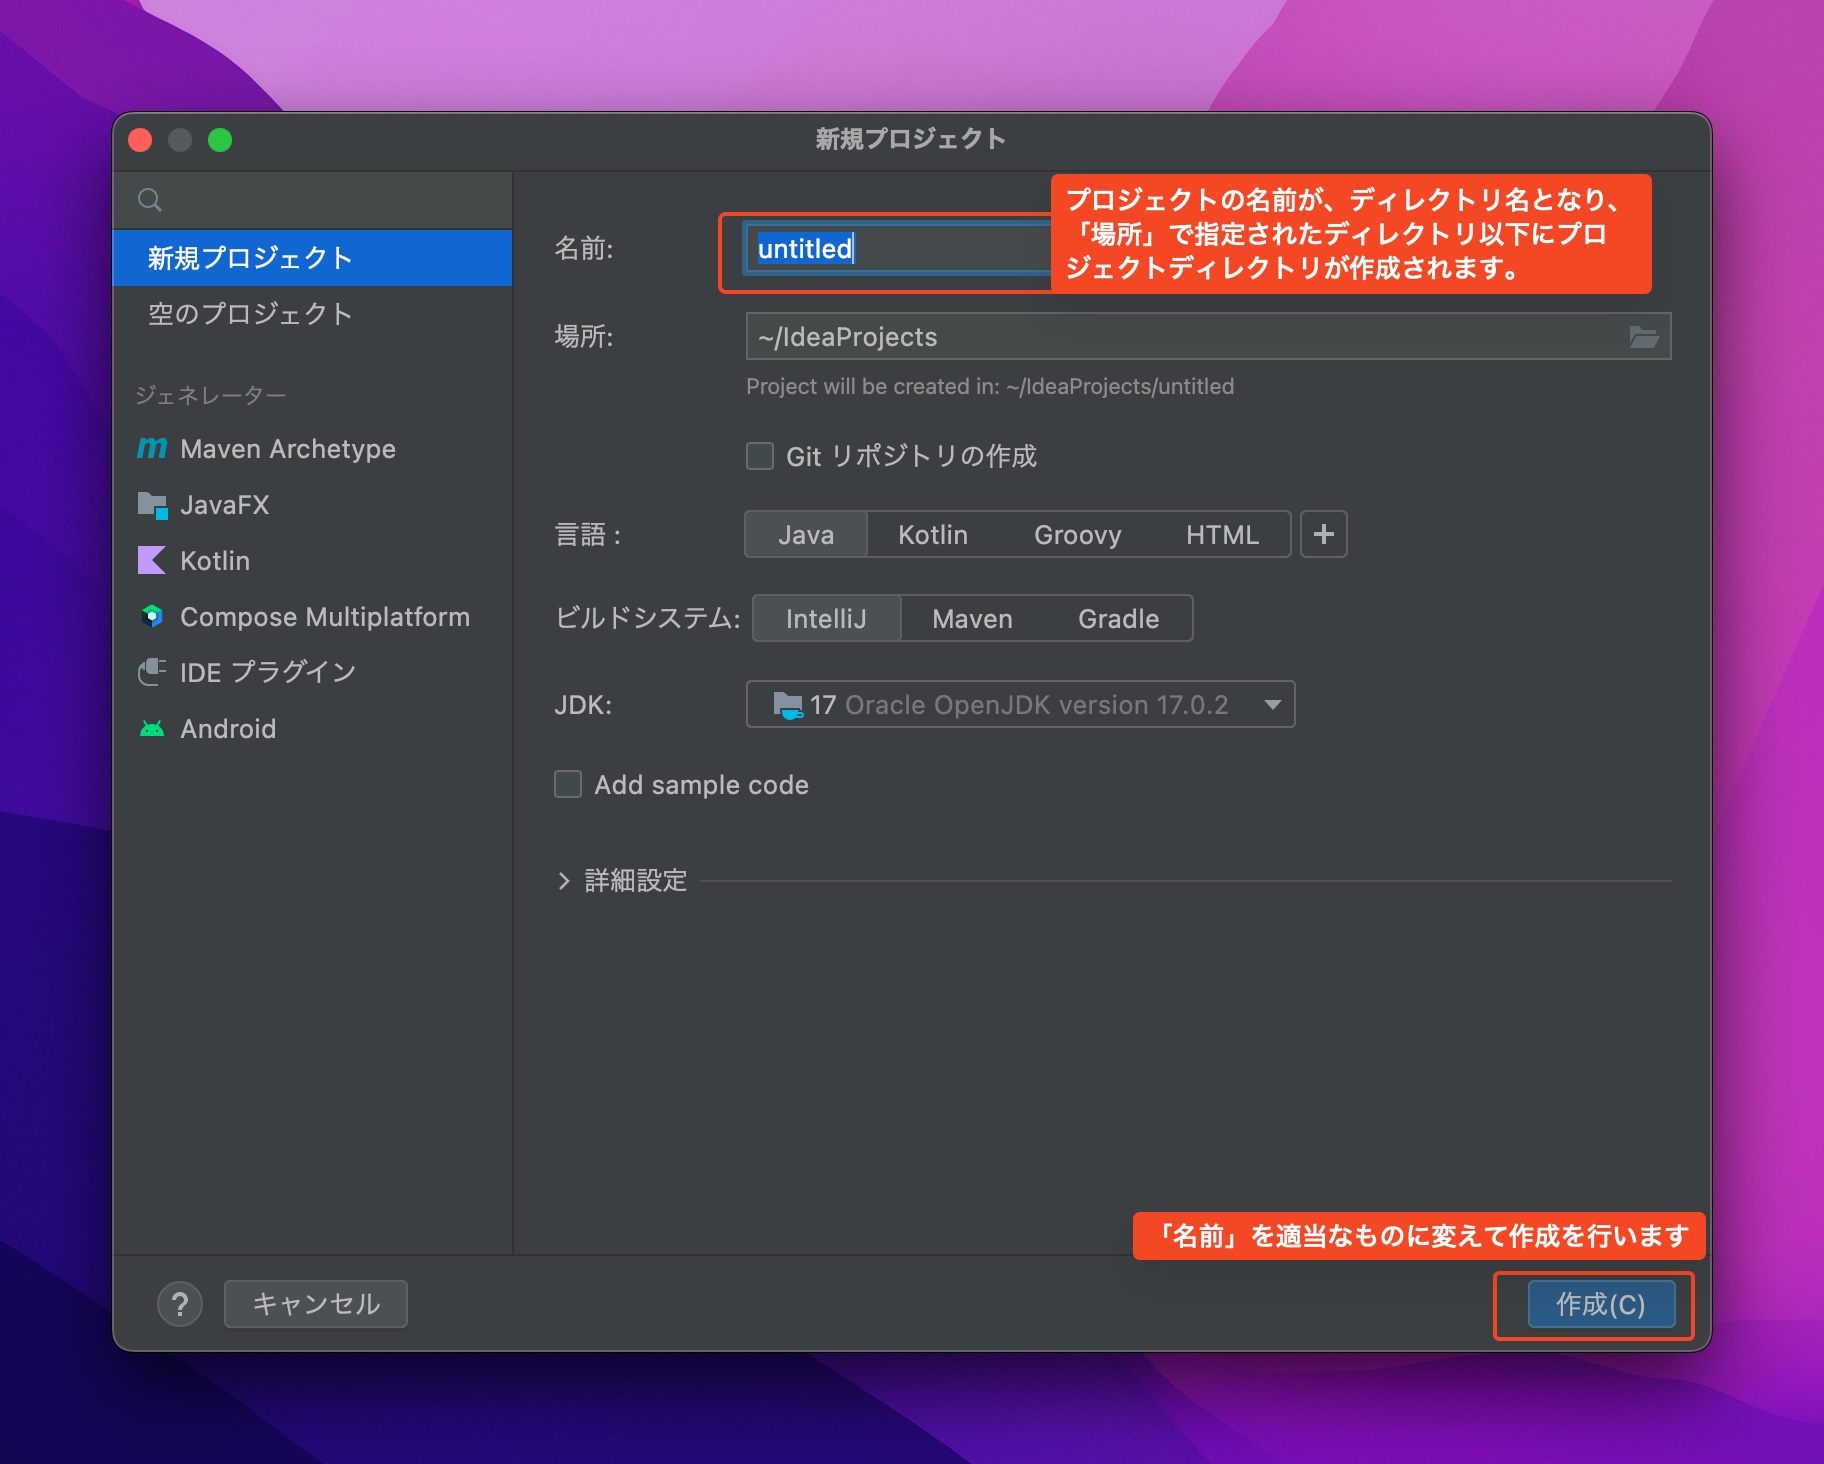 新規プロジェクト
新規プロジェクト
空のプロジェクト
ジェネレーター
Maven Archetype
JavaFX
Kotlin
Compose Multiplatform
IDE プラグイン
Android
名前:
untitled
プロジェクトの名前が、ディレクトリ名となり、
「場所」で指定されたディレクトリ以下にプロ
ジェクトディレクトリが作成されます。
場所:
~/IdeaProjects
Project will be created in: ~/IdeaProjects/untitled
Git リポジトリの作成
言語 :
Java Kotlin Groovy HTML +
ビルドシステム:
IntelliJ Maven Gradle
JDK:
17 Oracle OpenJDK version 17.0.2
Add sample code
詳細設定
「名前」を適当なものに変えて作成を行います
? キャンセル
作成(C)